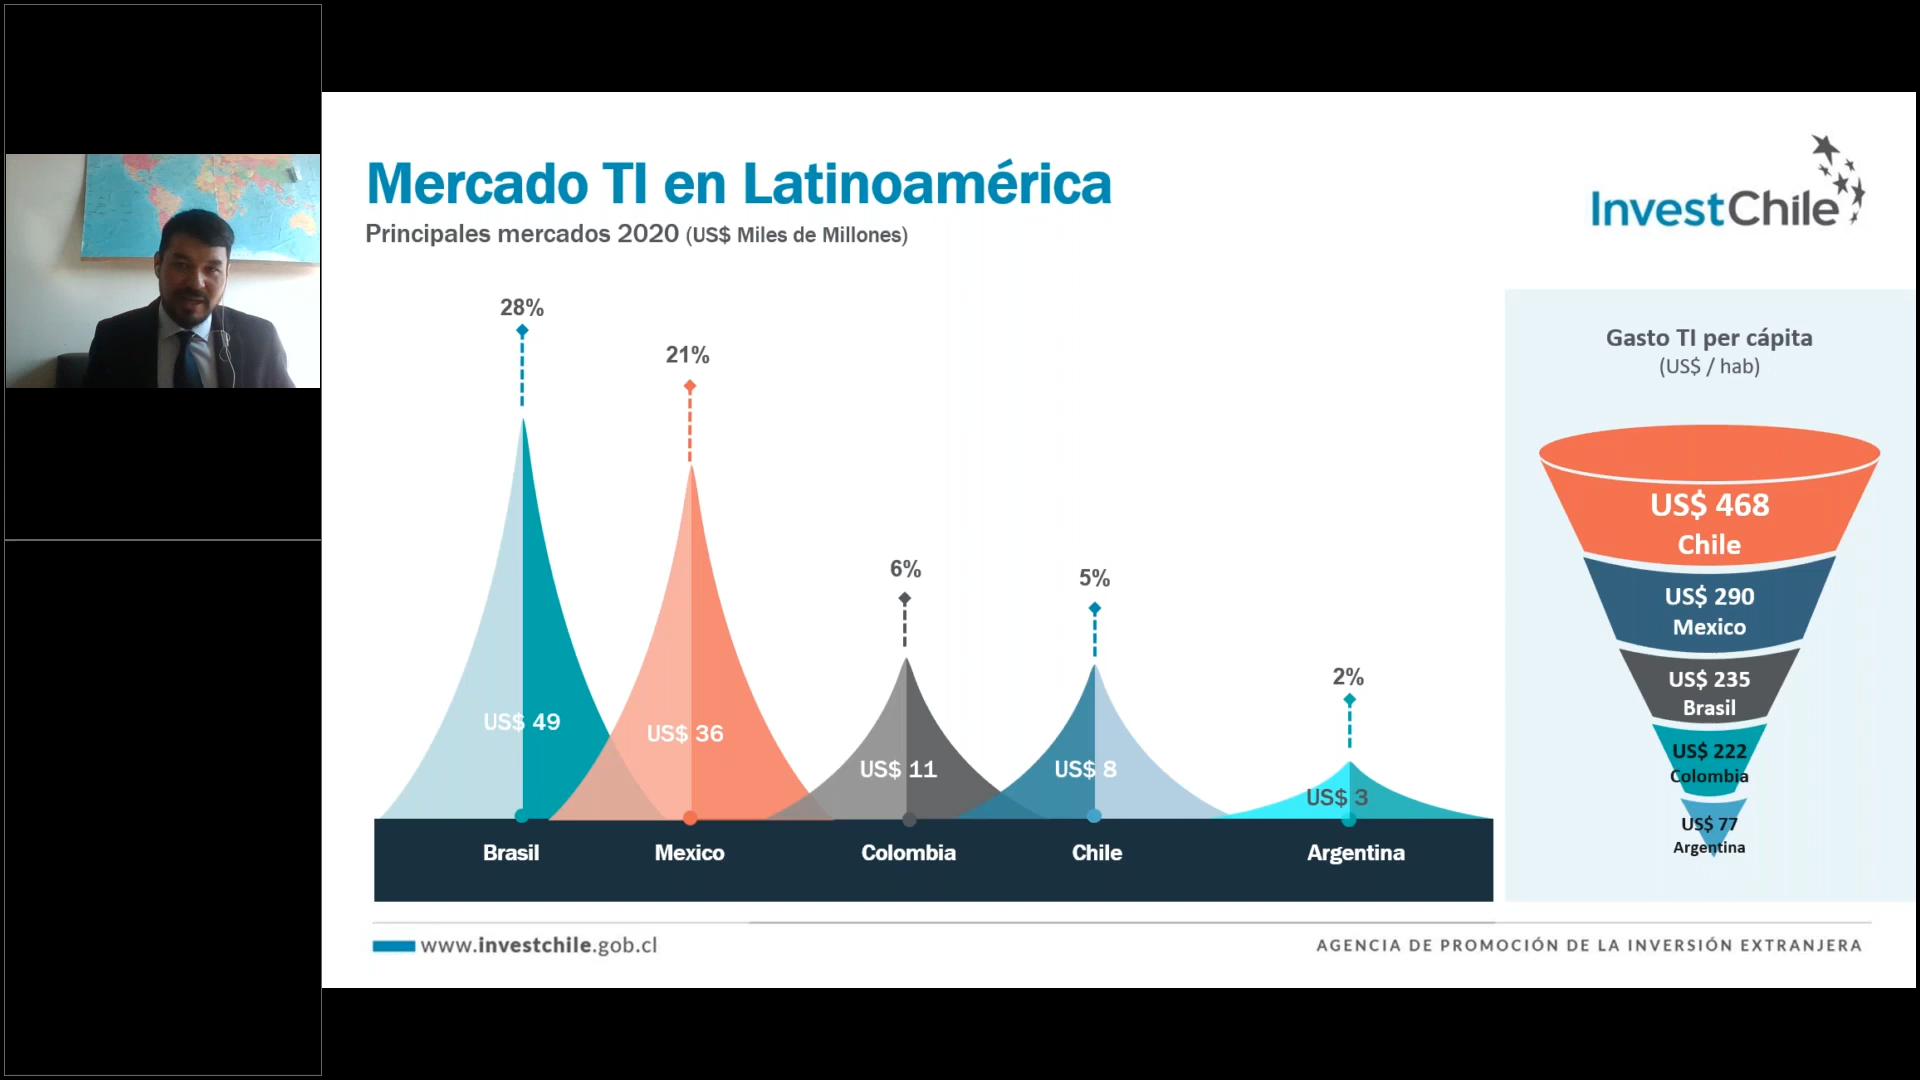 Mercado TI en Latinoamérica
Principales mercados 2020 (US$ Miles de Millones)
InvestChile
28%
21%
6%
5%
2%
US$ 49
US$ 36
US$ 11
US$ 8
US$ 3
Brasil
Mexico
Colombia
Chile
Argentina
Gasto TI per cápita
(US$ / hab)
US$ 468
Chile
US$ 290
Mexico
US$ 235
Brasil
US$ 222
Colombia
US$ 77
Argentina
www.investchile.gob.cl
AGENCIA DE PROMOCIÓN DE LA INVERSIÓN EXTRANJERA